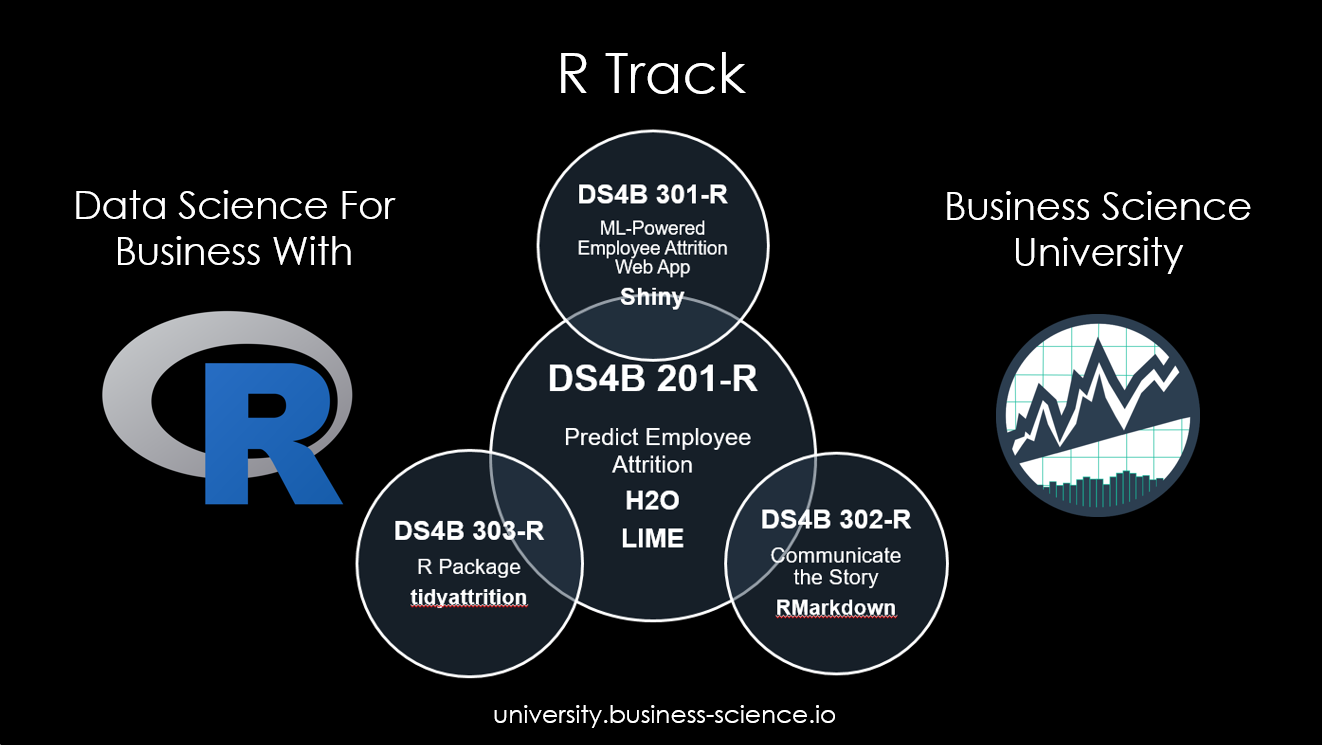 R Track
Data Science For
Business With
R
Business Science
University
DS4B 301-R
ML-Powered
Employee Attrition
Web App
Shiny
DS4B 201-R
Predict Employee
Attrition
H2O
LIME
DS4B 303-R
R Package
tidyattrition
DS4B 302-R
Communicate
the Story
RMarkdown
university.business-science.io